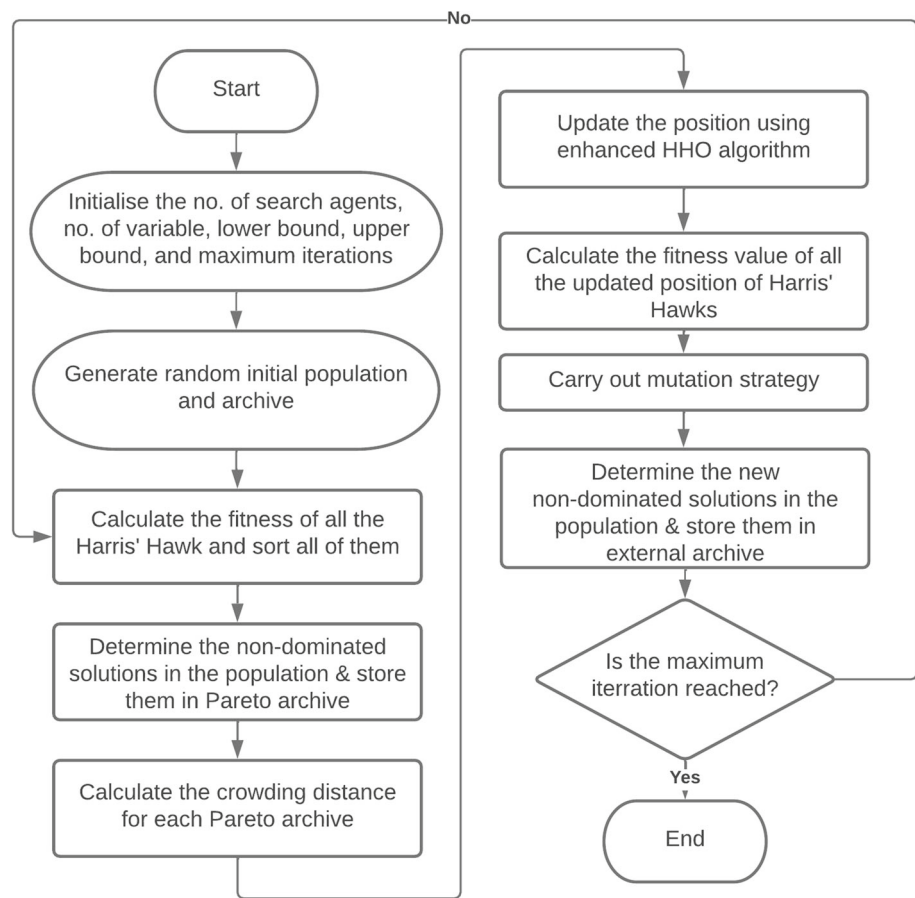 No
Start
Initialise the no. of search agents,
no. of variable, lower bound, upper
bound, and maximum iterations
Generate random initial population
and archive
Calculate the fitness of all the
Harris' Hawk and sort all of them
Determine the non-dominated
solutions in the population & store
them in Pareto archive
Calculate the crowding distance
for each Pareto archive
Update the position using
enhanced HHO algorithm
Calculate the fitness value of all
the updated position of Harris'
Hawks
Carry out mutation strategy
Determine the new
non-dominated solutions in the
population & store them in
external archive
Is the maximum
iterration reached?
Yes
End